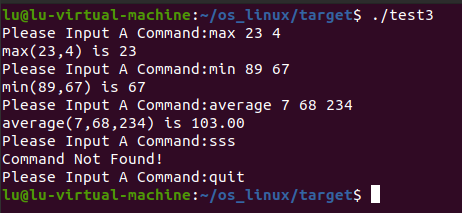 lu@lu-virtual-machine:~/os_linux/target$ ./test3
Please Input A Command:max 23 4
max(23,4) is 23
Please Input A Command:min 89 67
min(89,67) is 67
Please Input A Command:average 7 68 234
average(7,68,234) is 103.00
Please Input A Command:sss
Command Not Found!
Please Input A Command:quit
lu@lu-virtual-machine:~/os_linux/target$